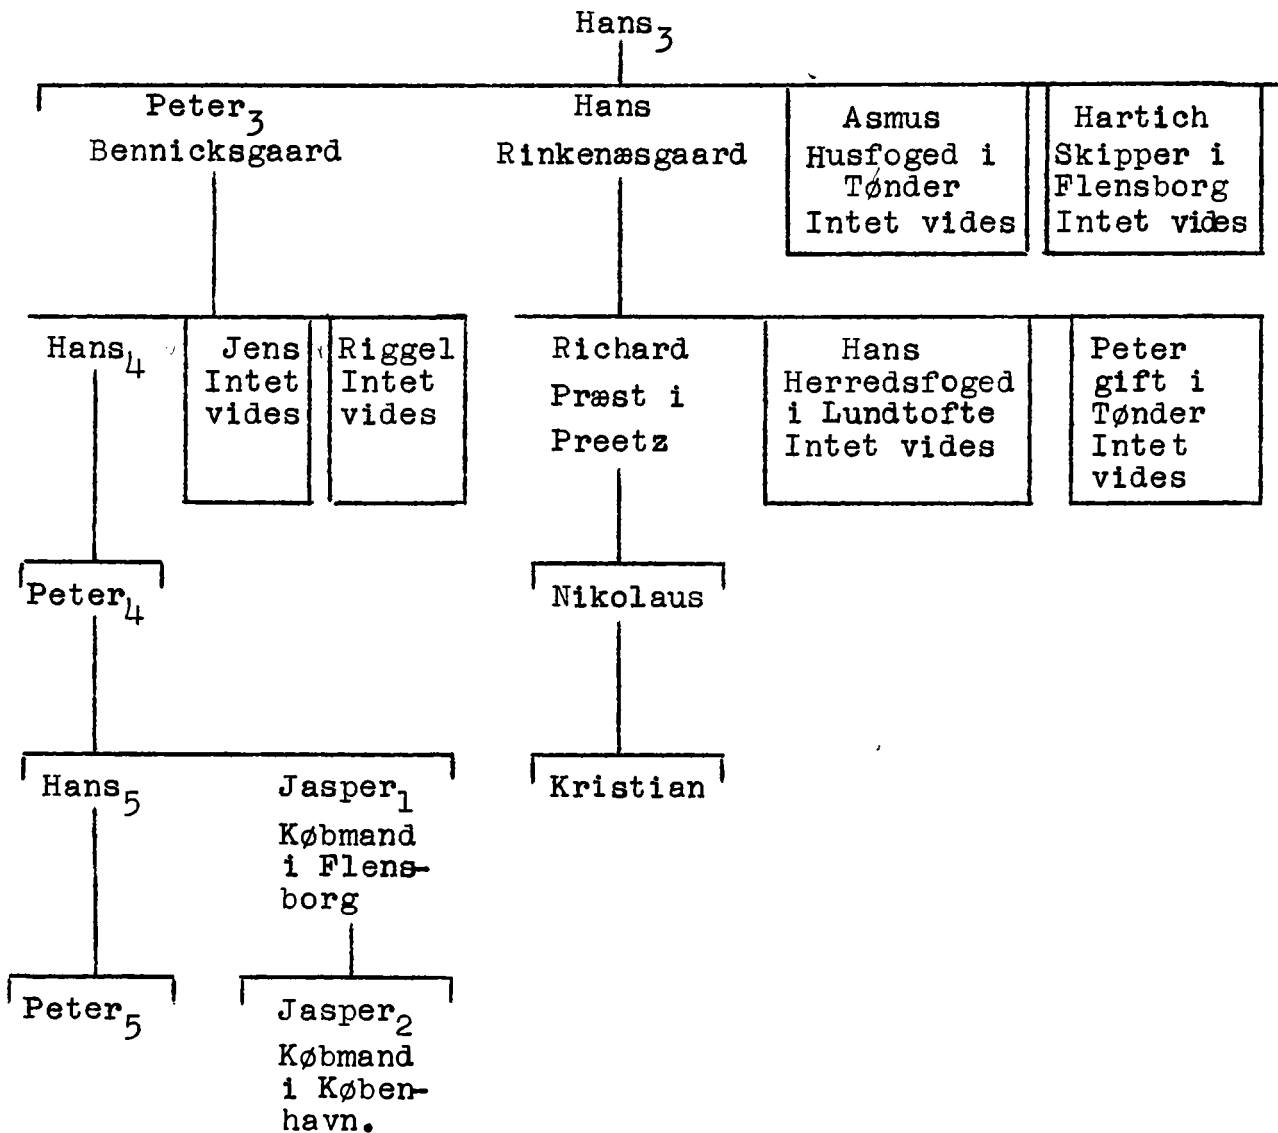 Hans₃
Peter₃
Bennicksgaard
Hans
Rinkenæsgaard
Asmus
Husfoged i
Tønder
Intet vides
Hartich
Skipper i
Flensborg
Intet vides
Hans₄
Jens
Intet
vides
Riggel
Intet
vides
Richard
Præst i
Preetz
Hans
Herredsfoged
i Lundtofte
Intet vides
Peter
gift i
Tønder
Intet
vides
Peter₄
Nikolaus
Hans₅
Jasper₁
Købmand
i Flens-
borg
Kristian
Peter₅
Jasper₂
Købmand
i Køben-
havn.